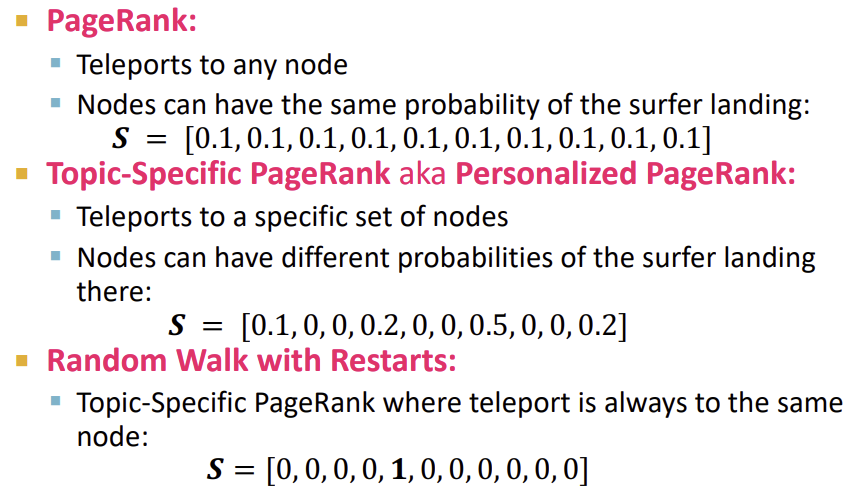 PageRank:
Teleports to any node
Nodes can have the same probability of the surfer landing:
S = [0.1, 0.1, 0.1, 0.1, 0.1, 0.1, 0.1, 0.1, 0.1, 0.1]
Topic-Specific PageRank aka Personalized PageRank:
Teleports to a specific set of nodes
Nodes can have different probabilities of the surfer landing
there:
S = [0.1, 0, 0, 0.2, 0, 0, 0.5, 0, 0, 0.2]
Random Walk with Restarts:
Topic-Specific PageRank where teleport is always to the same
node:
S = [0, 0, 0, 0, 1, 0, 0, 0, 0, 0, 0]